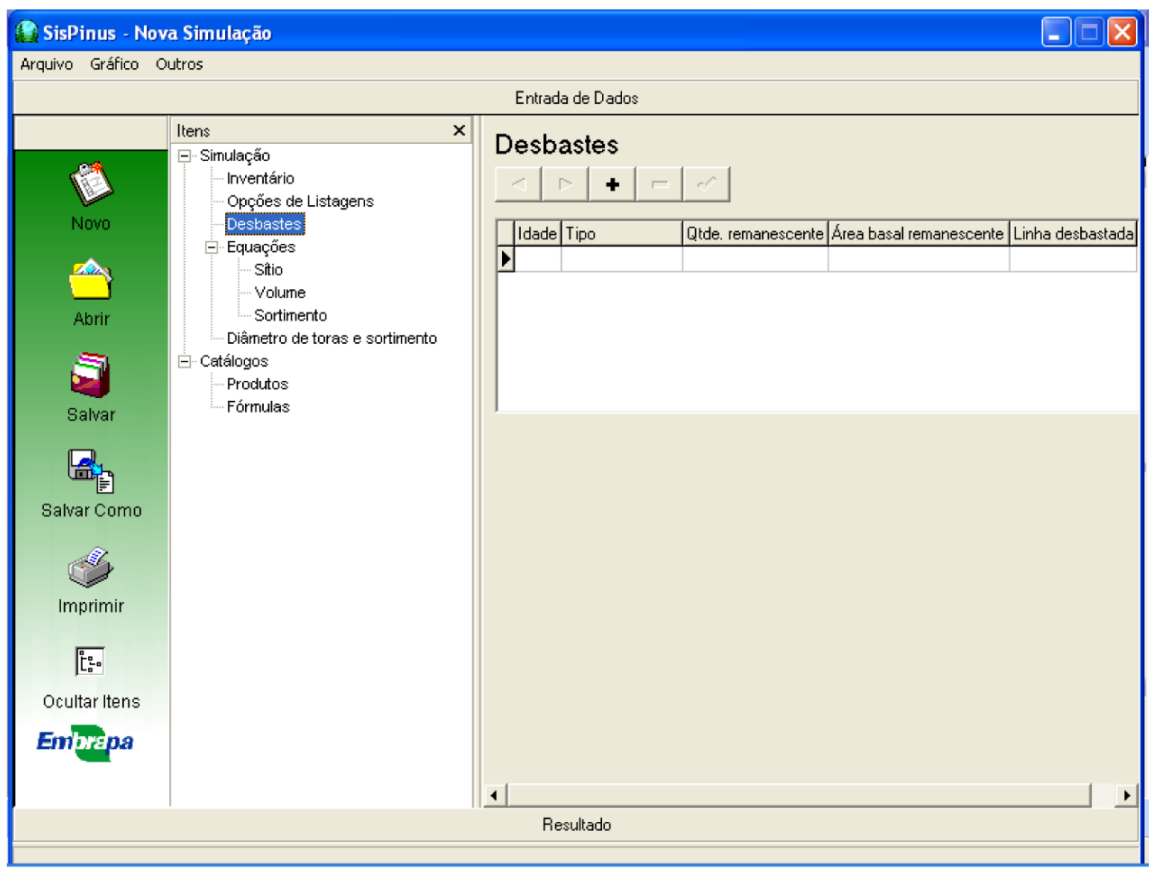 SisPinus - Nova Simulação
Arquivo Gráfico Outros
Entrada de Dados
Novo
Abrir
Salvar
Salvar Como
Imprimir
Ocultar Itens
Embrapa
Itens
Simulação
Inventário
Opções de Listagens
Desbastes
Equações
Sítio
Volume
Sortimento
Diâmetro de toras e sortimento
Catálogos
Produtos
Fórmulas
Desbastes
Idade Tipo Qtde. remanescente Área basal remanescente Linha desbastada
Resultado